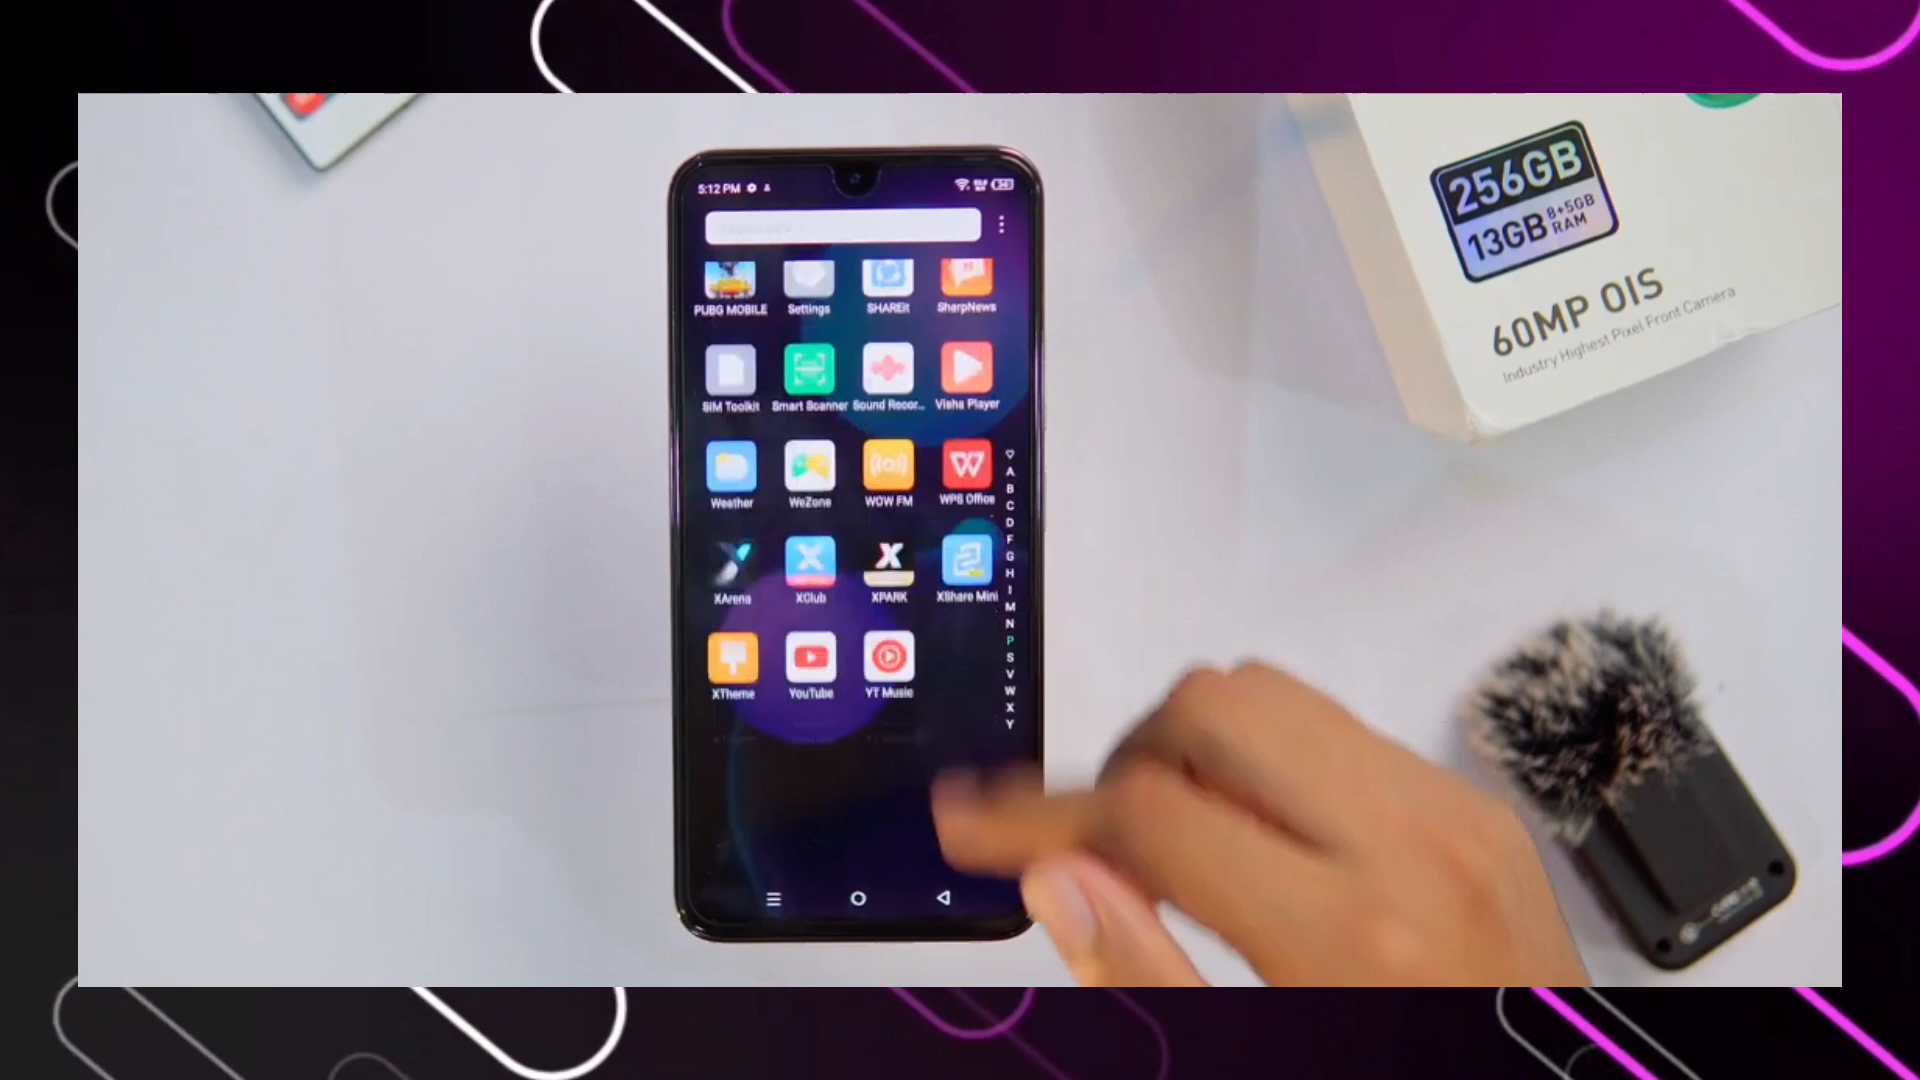 5:12 PM
PUBG MOBILE
Settings
SHAREit
SharpNews
SIM Toolkit
Smart Scanner
Sound Recor...
Visha Player
Weather
WeZone
WOW FM
WPS Office
XArena
XClub
XPARK
XShare Mini
XTheme
YouTube
YT Music
A
B
C
D
F
G
H
I
M
N
P
S
V
W
X
Y
256GB
13GB 8+5GB RAM
60MP OIS
Industry Highest Pixel Front Camera